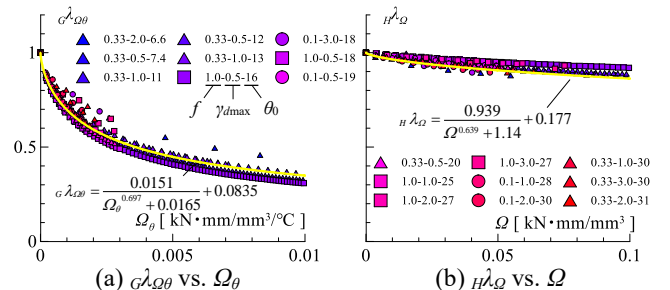 Gλ_Ωθ
1
0.33-2.0-6.6 0.33-0.5-12 0.1-3.0-18
0.33-0.5-7.4 0.33-1.0-13 1.0-0.5-18
0.33-1.0-11 1.0-0.5-16 0.1-0.5-19
f γdmax θ0
0.5
Gλ_Ωθ = 0.0151 / (Ωθ^0.697 + 0.0165) + 0.0835
Ωθ [ kN・mm/mm³/°C]
0
0 0.005 0.01
(a) Gλ_Ωθ vs. Ωθ
Hλ_Ω
Hλ_Ω = 0.939 / (Ω^0.639 + 1.14) + 0.177
0.33-0.5-20 1.0-3.0-27 0.33-1.0-30
1.0-1.0-25 0.1-1.0-28 0.33-3.0-30
1.0-2.0-27 0.1-2.0-30 0.33-2.0-31
Ω [ kN・mm/mm³ ]
0 0.05 0.1
(b) Hλ_Ω vs. Ω